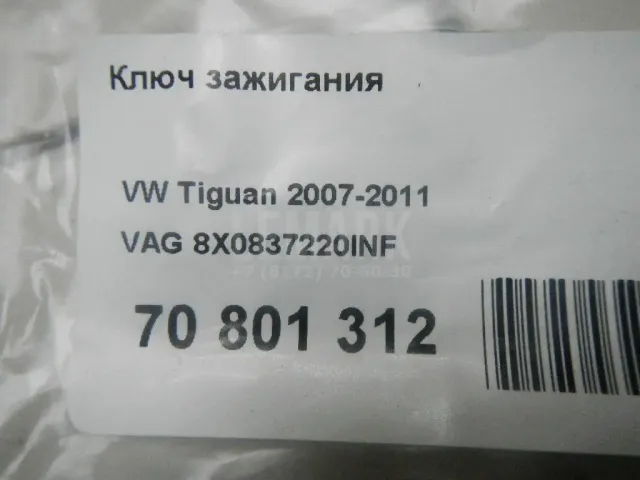 Ключ зажигания
VW Tiguan 2007-2011
VAG 8X0837220INF
70 801 312